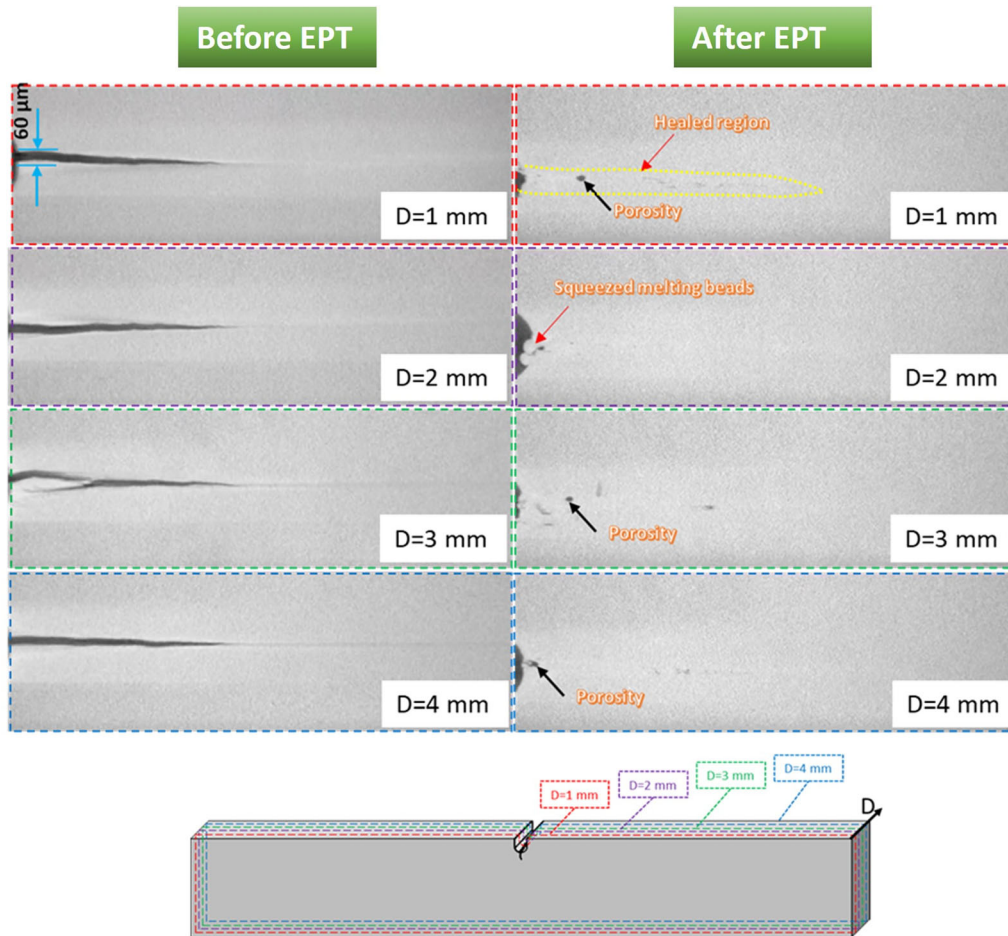 Before EPT
After EPT
60 µm
D=1 mm
Healed region
Porosity
D=1 mm
D=2 mm
Squeezed melting beads
D=2 mm
D=3 mm
Porosity
D=3 mm
D=4 mm
Porosity
D=4 mm
D=1 mm
D=2 mm
D=3 mm
D=4 mm
D